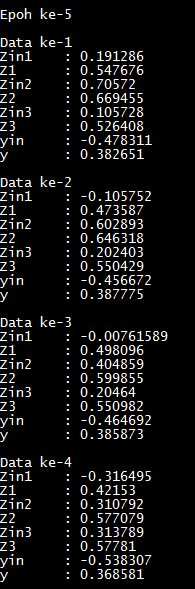 Epoh ke-5
Data ke-1
Zin1 : 0.191286
Z1 : 0.547676
Zin2 : 0.70572
Z2 : 0.669455
Zin3 : 0.105728
Z3 : 0.526408
yin : -0.478311
y : 0.382651
Data ke-2
Zin1 : -0.105752
Z1 : 0.473587
Zin2 : 0.602893
Z2 : 0.646318
Zin3 : 0.202403
Z3 : 0.550429
yin : -0.456672
y : 0.387775
Data ke-3
Zin1 : -0.00761589
Z1 : 0.498096
Zin2 : 0.404859
Z2 : 0.599855
Zin3 : 0.20464
Z3 : 0.550982
yin : -0.464692
y : 0.385873
Data ke-4
Zin1 : -0.316495
Z1 : 0.42153
Zin2 : 0.310792
Z2 : 0.577079
Zin3 : 0.313789
Z3 : 0.57781
yin : -0.538307
y : 0.368581